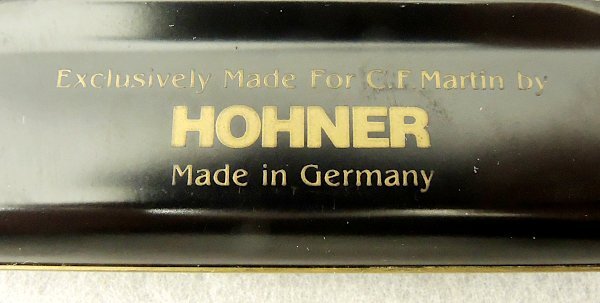 Exclusively Made For C.F. Martin by
HOHNER
Made in Germany